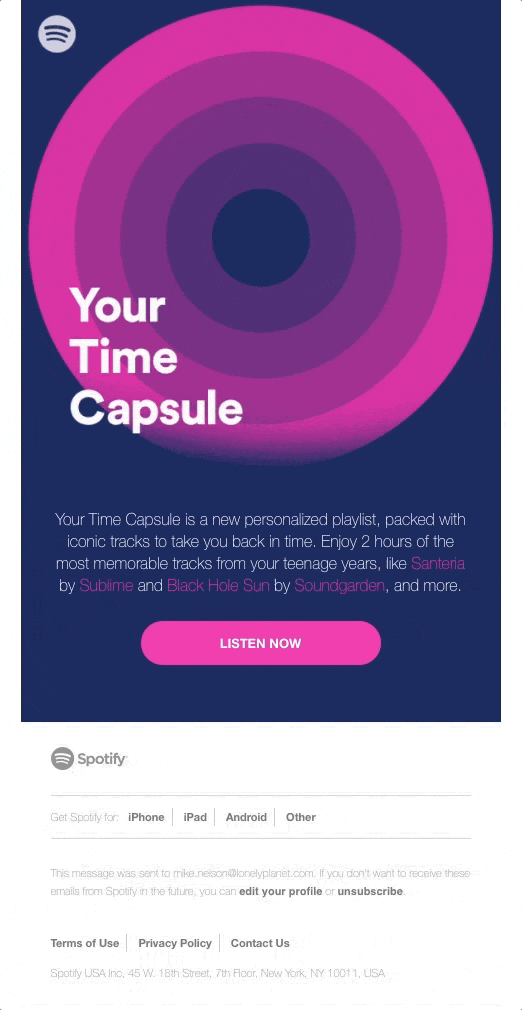 Your
Time
Capsule
Your Time Capsule is a new personalized playlist, packed with
iconic tracks to take you back in time. Enjoy 2 hours of the
most memorable tracks from your teenage years, like Santeria
by Sublime and Black Hole Sun by Soundgarden, and more.
LISTEN NOW
Spotify
Get Spotify for: iPhone iPad Android Other
This message was sent to mike.nelson@lonelyplanet.com. If you don't want to receive these
emails from Spotify in the future, you can edit your profile or unsubscribe.
Terms of Use Privacy Policy Contact Us
Spotify USA Inc, 45 W. 18th Street, 7th Floor, New York, NY 10011, USA